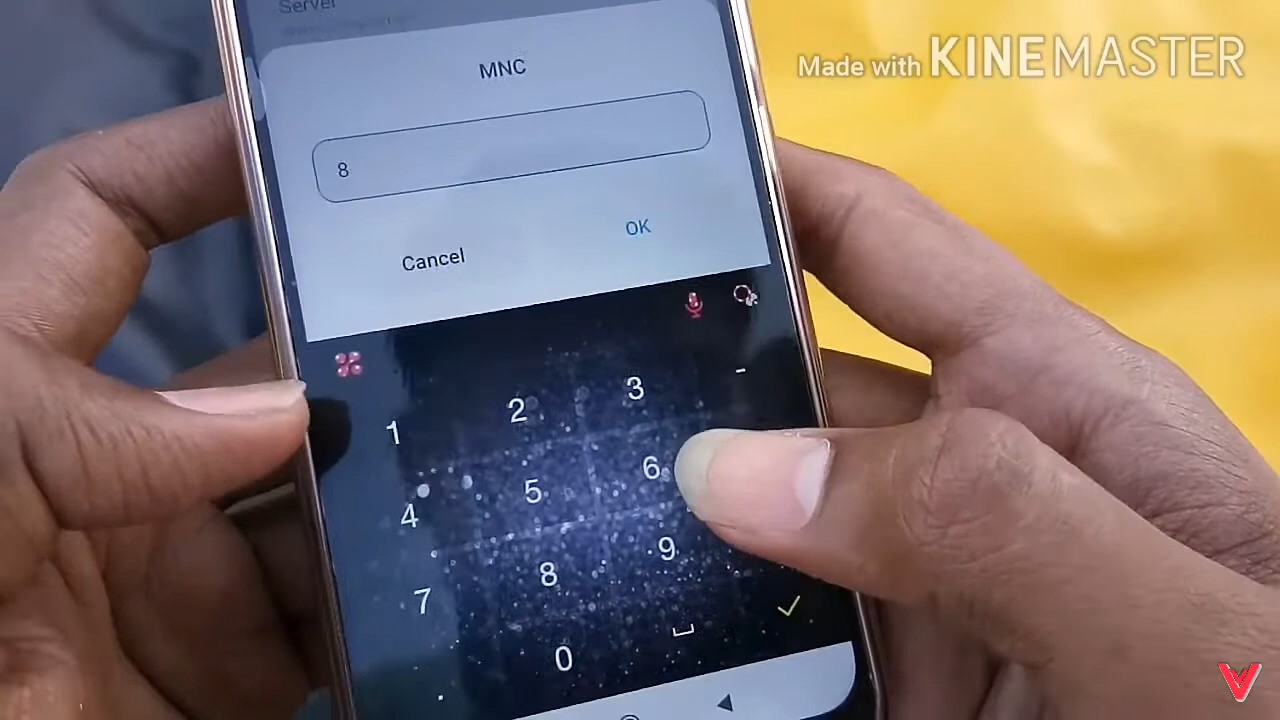 Server
MNC
Made with KINEMASTER
8
OK
Cancel
1 2 3 -
4 5 6
7 8 9
. 0
V